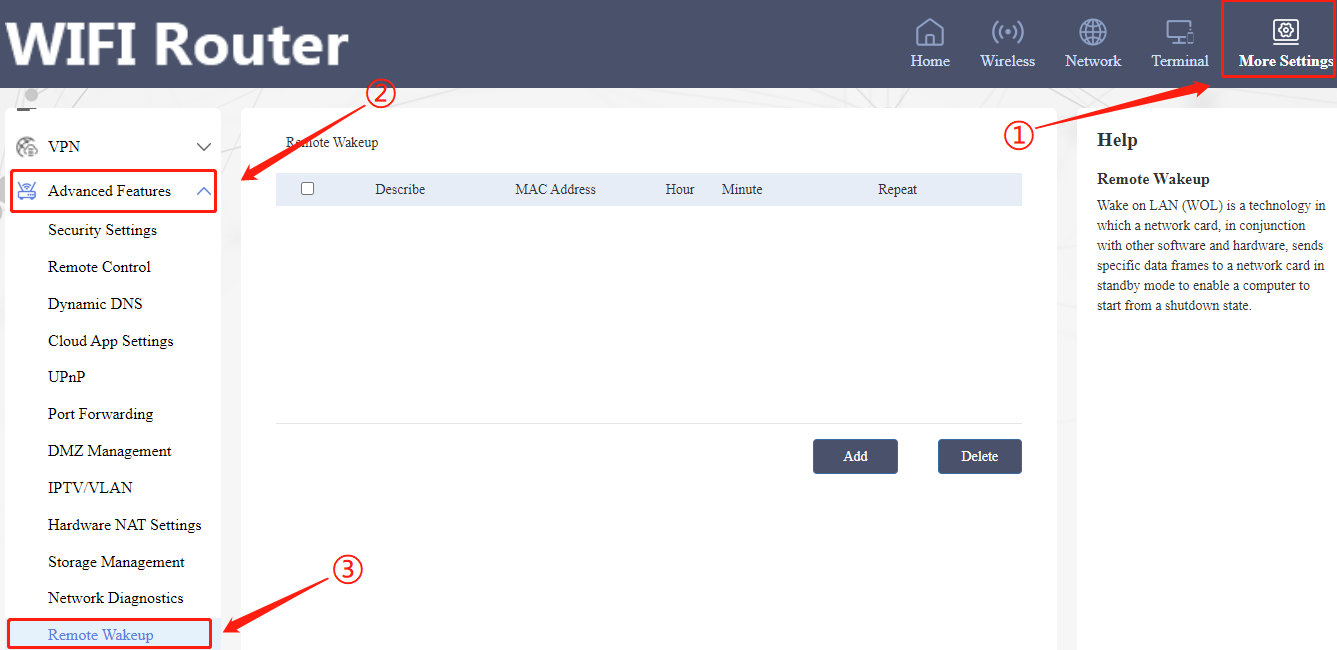 WIFI Router
Home
Wireless
Network
Terminal
More Settings
①
②
VPN
Advanced Features
Security Settings
Remote Control
Dynamic DNS
Cloud App Settings
UPnP
Port Forwarding
DMZ Management
IPTV/VLAN
Hardware NAT Settings
Storage Management
Network Diagnostics
Remote Wakeup
③
Remote Wakeup
Describe MAC Address Hour Minute Repeat
Add Delete
Help
Remote Wakeup
Wake on LAN (WOL) is a technology in
which a network card, in conjunction
with other software and hardware, sends
specific data frames to a network card in
standby mode to enable a computer to
start from a shutdown state.